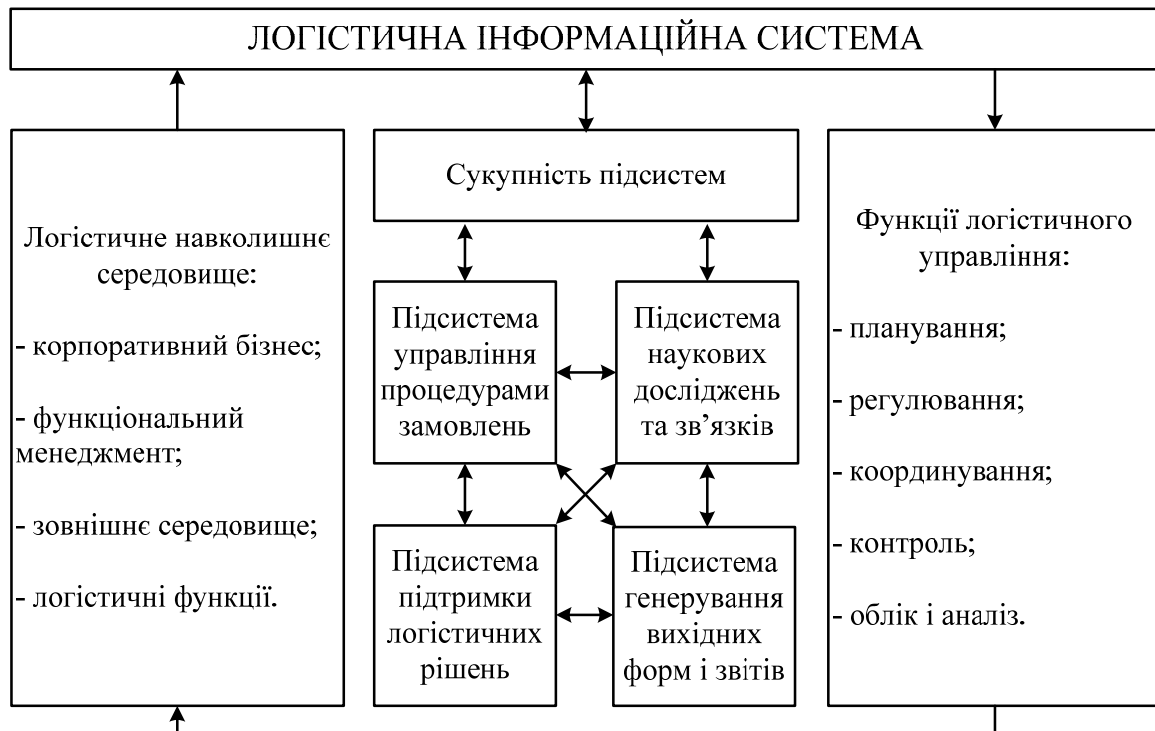 ЛОГІСТИЧНА ІНФОРМАЦІЙНА СИСТЕМА
Логістичне навколишнє
середовище:
- корпоративний бізнес;
- функціональний
менеджмент;
- зовнішнє середовище;
- логістичні функції.
Сукупність підсистем
Підсистема
управління
процедурами
замовлень
Підсистема
наукових
досліджень
та зв’язків
Підсистема
підтримки
логістичних
рішень
Підсистема
генерування
вихідних
форм і звітів
Функції логістичного
управління:
- планування;
- регулювання;
- координування;
- контроль;
- облік і аналіз.